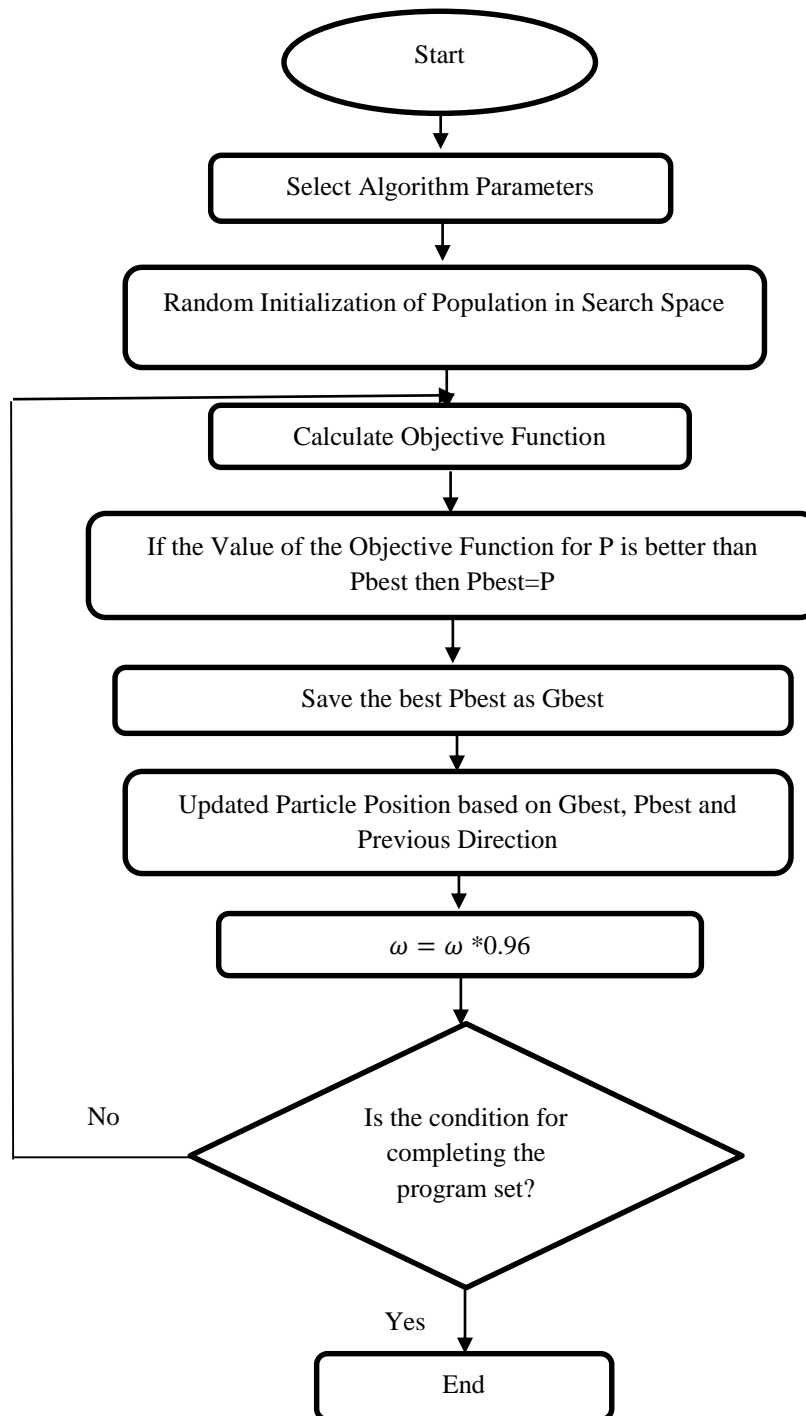 Start
Select Algorithm Parameters
Random Initialization of Population in Search Space
Calculate Objective Function
If the Value of the Objective Function for P is better than
Pbest then Pbest=P
Save the best Pbest as Gbest
Updated Particle Position based on Gbest, Pbest and
Previous Direction
𝜔 = 𝜔 *0.96
No
Is the condition for
completing the
program set?
Yes
End